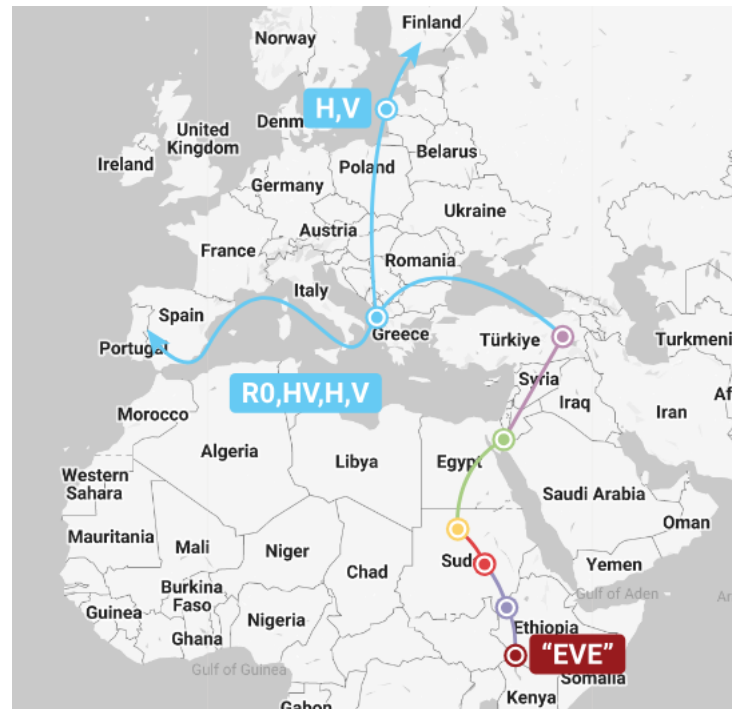 Finland
Norway
H,V
Denm
United
Kingdom
Ireland
Belarus
Poland
Germany
Ukraine
Austria
France
Romania
Italy
Spain
Greece
Türkiye
Turkmeni
Portugal
Syria
R0,HV,H,V
Iraq
Iran
Af
Morocco
Algeria
Libya
Egypt
Western
Sahara
Saudi Arabia
Oman
Mauritania
Mali
Niger
Chad
Sud
Yemen
Burkina
Faso
Gulf of Aden
Ar
Guinea
Nigeria
Ethiopia
Ghana
"EVE"
Gulf of Guinea
Somalia
Kenya
Gabon